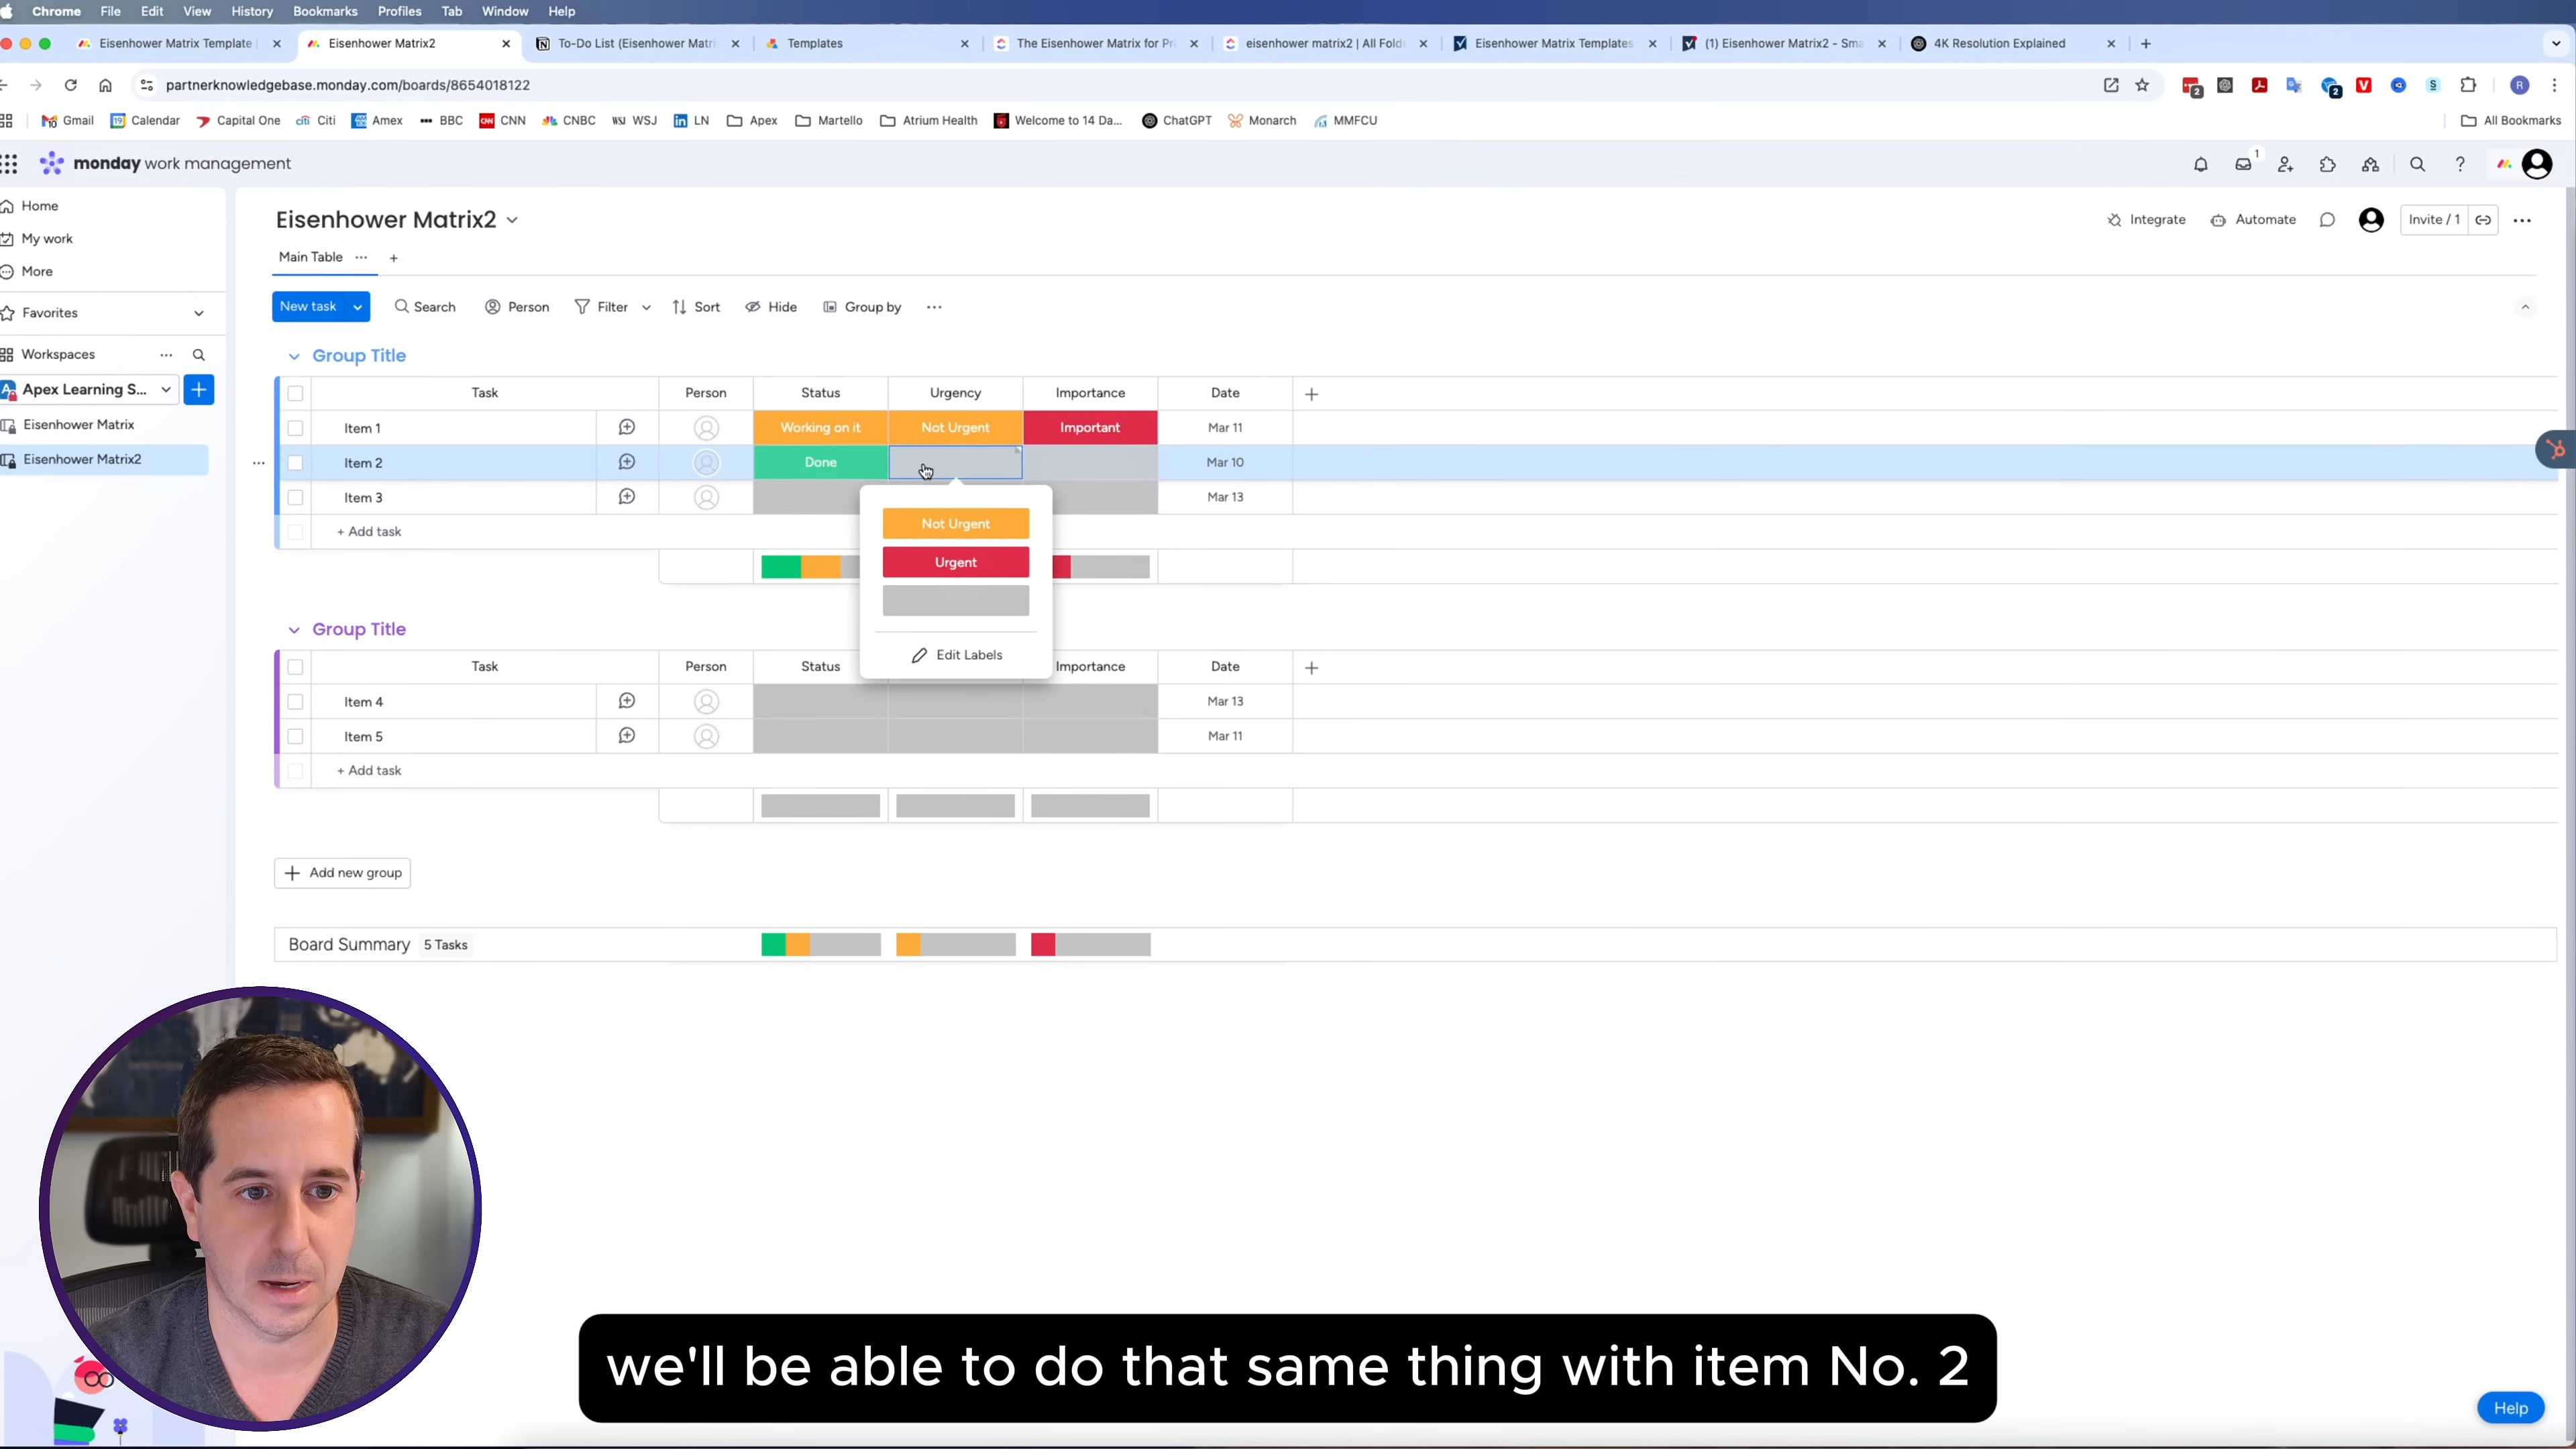 Chrome File Edit View History Bookmarks Profiles Tab Window Help
Eisenhower Matrix Template | Eisenhower Matrix2 To-Do List (Eisenhower Matri Templates The Eisenhower Matrix for Pri eisenhower matrix2 | All Fold Eisenhower Matrix Templates (1) Eisenhower Matrix2 - Sma 4K Resolution Explained
partnerknowledgebase.monday.com/boards/8654018122
Gmail Calendar Capital One citi Citi Amex BBC CNN CNBC WSJ WSJ LN Apex Martello Atrium Health Welcome to 14 Da... ChatGPT Monarch MMFCU All Bookmarks
monday work management 1
Home
My work
More
Favorites
Workspaces
Apex Learning S...
Eisenhower Matrix
Eisenhower Matrix2
Eisenhower Matrix2 Integrate Automate Invite / 1
Main Table
New task Search Person Filter Sort Hide Group by
Group Title
Task Person Status Urgency Importance Date
Item 1 Working on it Not Urgent Important Mar 11
Item 2 Done Mar 10
Item 3 Mar 13
+ Add task
Not Urgent
Urgent
Edit Labels
Group Title
Task Person Status Importance Date
Item 4 Mar 13
Item 5 Mar 11
+ Add task
Add new group
Board Summary 5 Tasks
we'll be able to do that same thing with item No. 2
Help